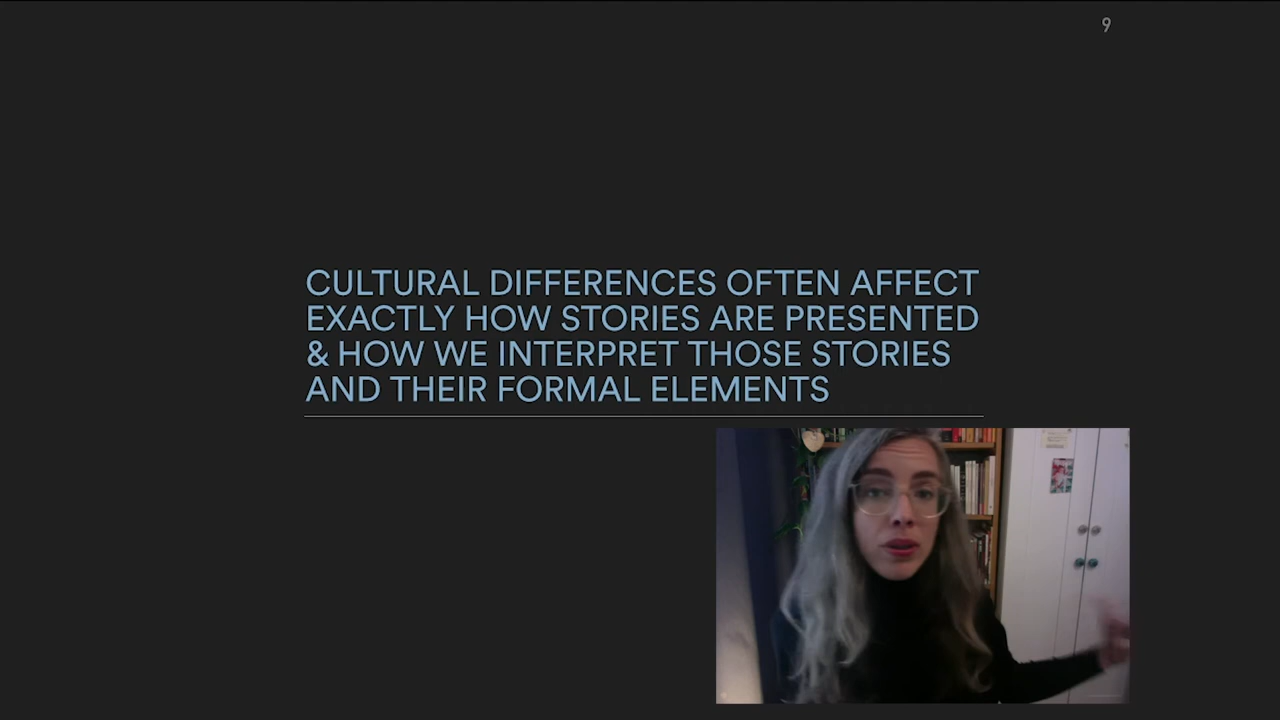 9
CULTURAL DIFFERENCES OFTEN AFFECT
EXACTLY HOW STORIES ARE PRESENTED
& HOW WE INTERPRET THOSE STORIES
AND THEIR FORMAL ELEMENTS